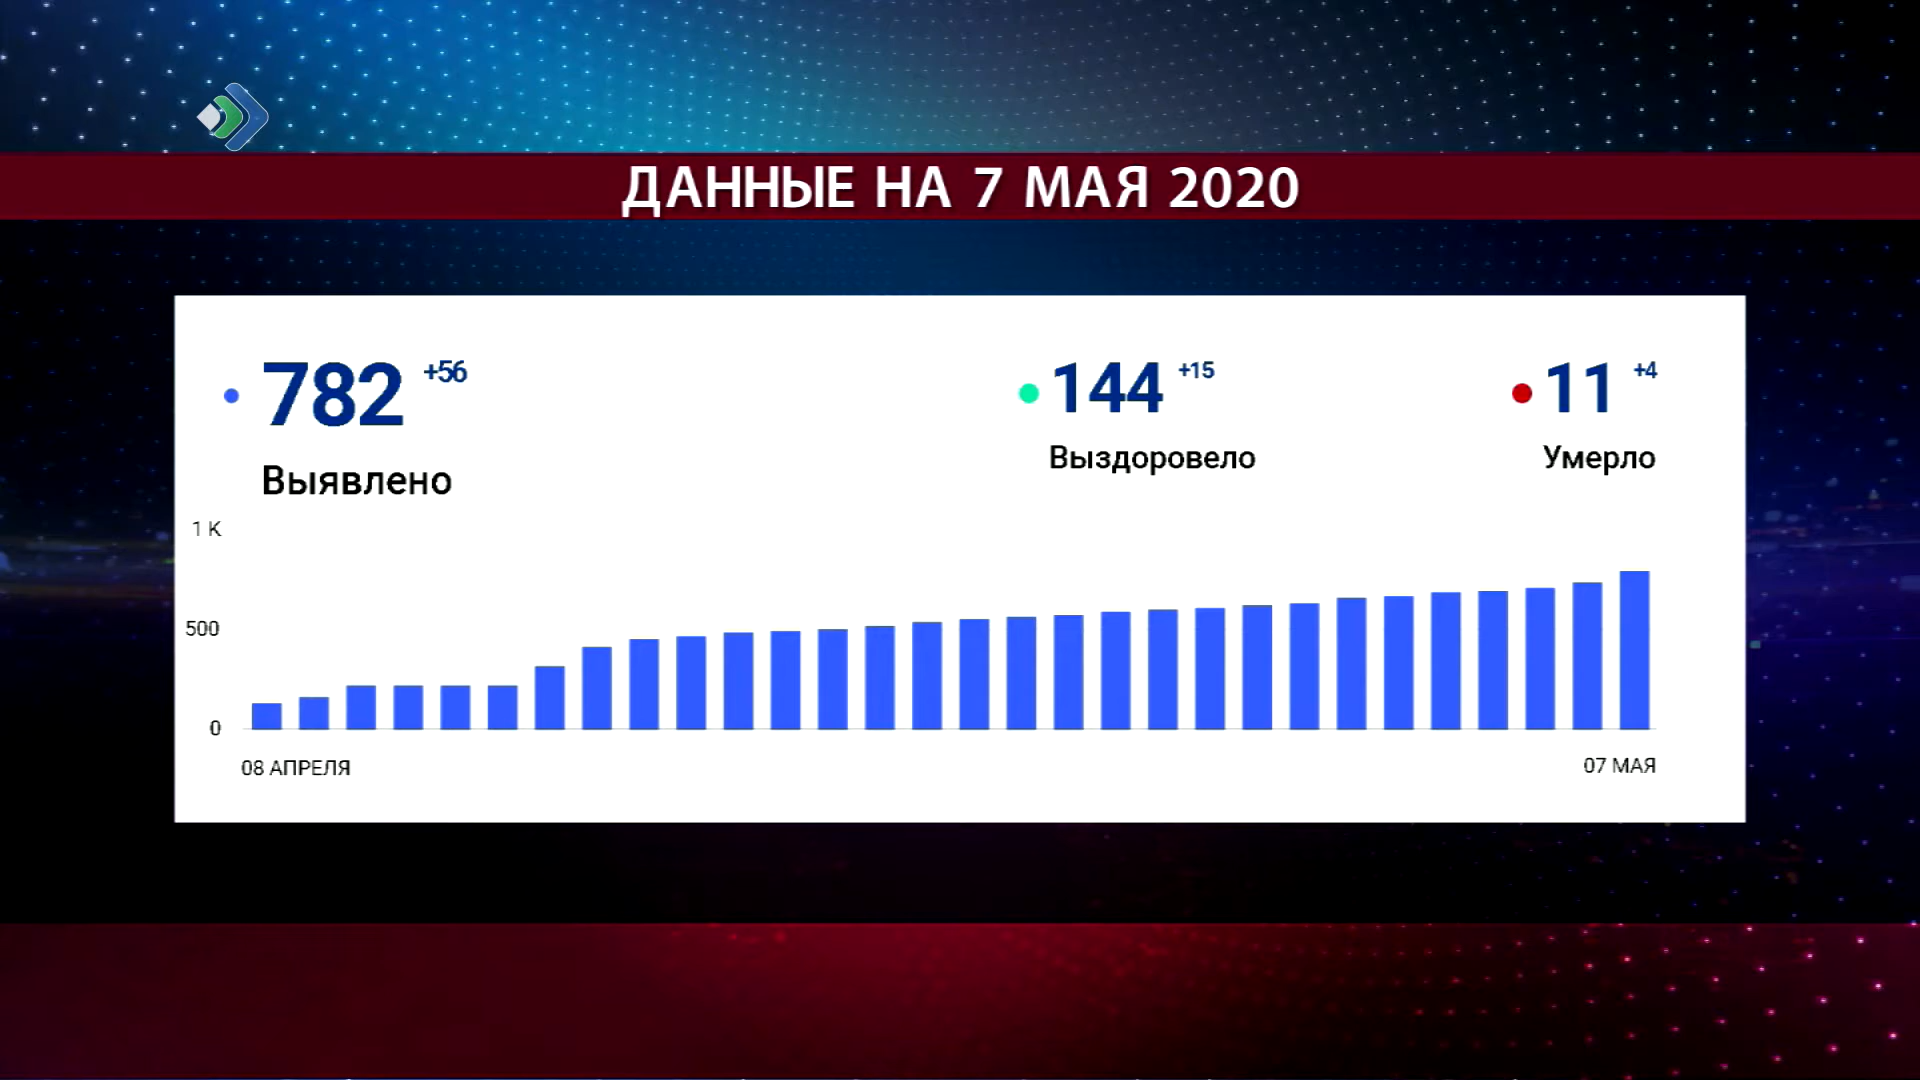 ДАННЫЕ НА 7 МАЯ 2020
782 +56
Выявлено
144 +15
Выздоровело
11 +4
Умерло
1 K
500
0
08 АПРЕЛЯ
07 МАЯ